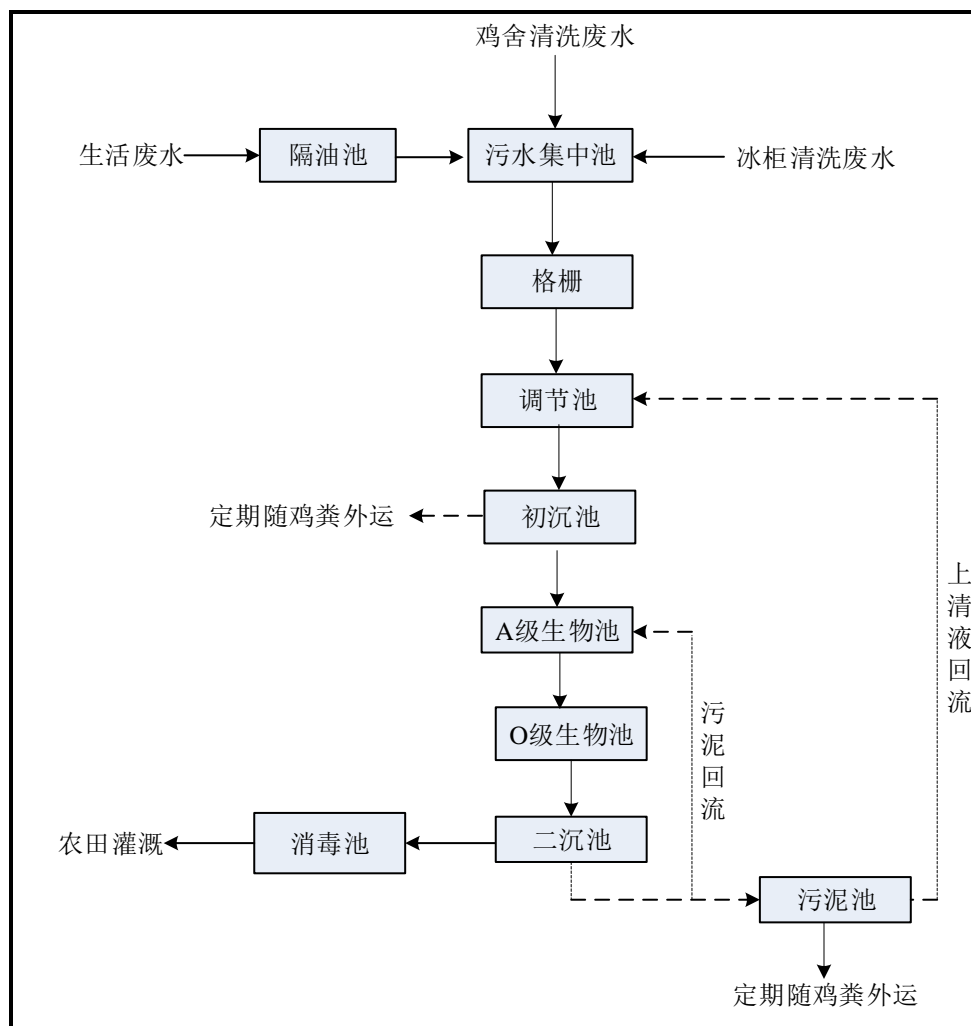 鸡舍清洗废水
生活废水
隔油池
污水集中池
冰柜清洗废水
格栅
调节池
定期随鸡粪外运
初沉池
上清液回流
A级生物池
O级生物池
污泥回流
农田灌溉
消毒池
二沉池
污泥池
定期随鸡粪外运